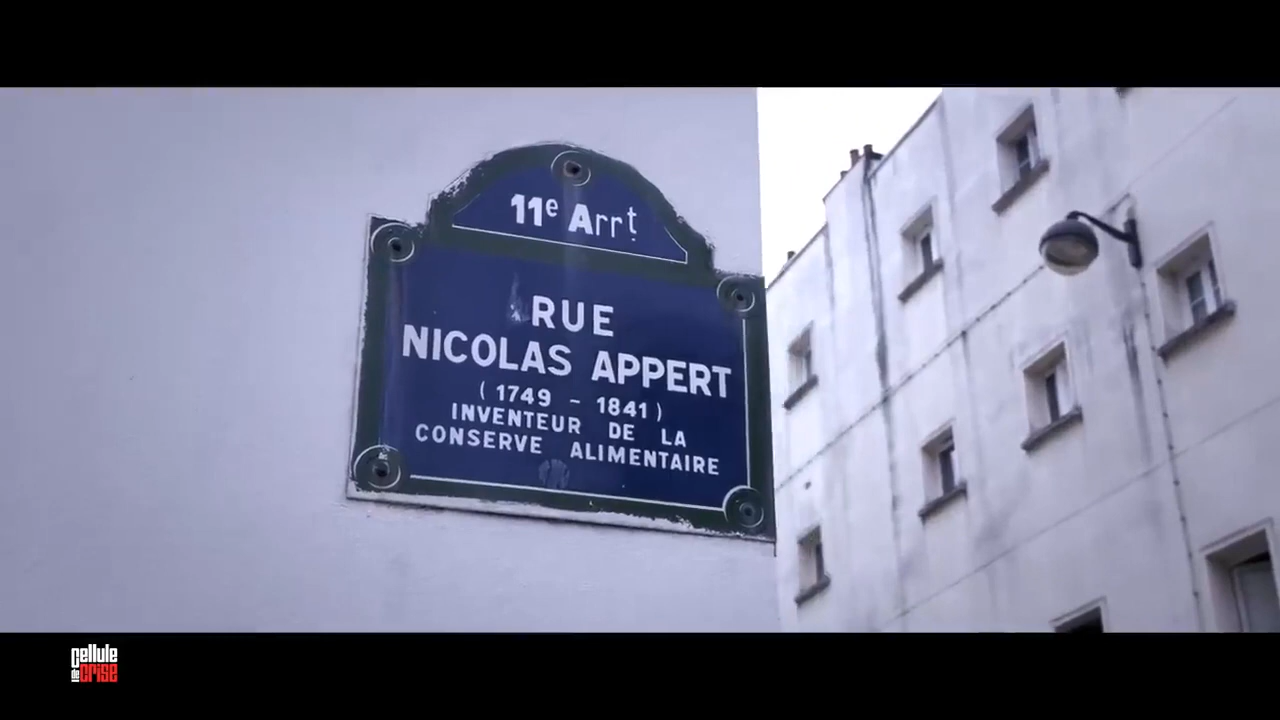 11e Arrt
RUE
NICOLAS APPERT
( 1749 - 1841 )
INVENTEUR DE LA
CONSERVE ALIMENTAIRE
cellule
de crise